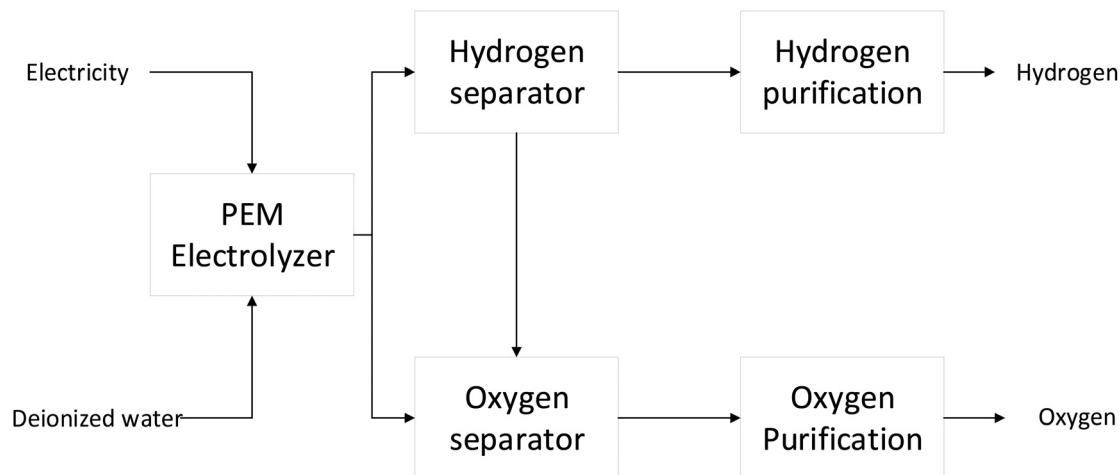 Electricity
Deionized water
PEM
Electrolyzer
Hydrogen
separator
Hydrogen
purification
Hydrogen
Oxygen
separator
Oxygen
Purification
Oxygen